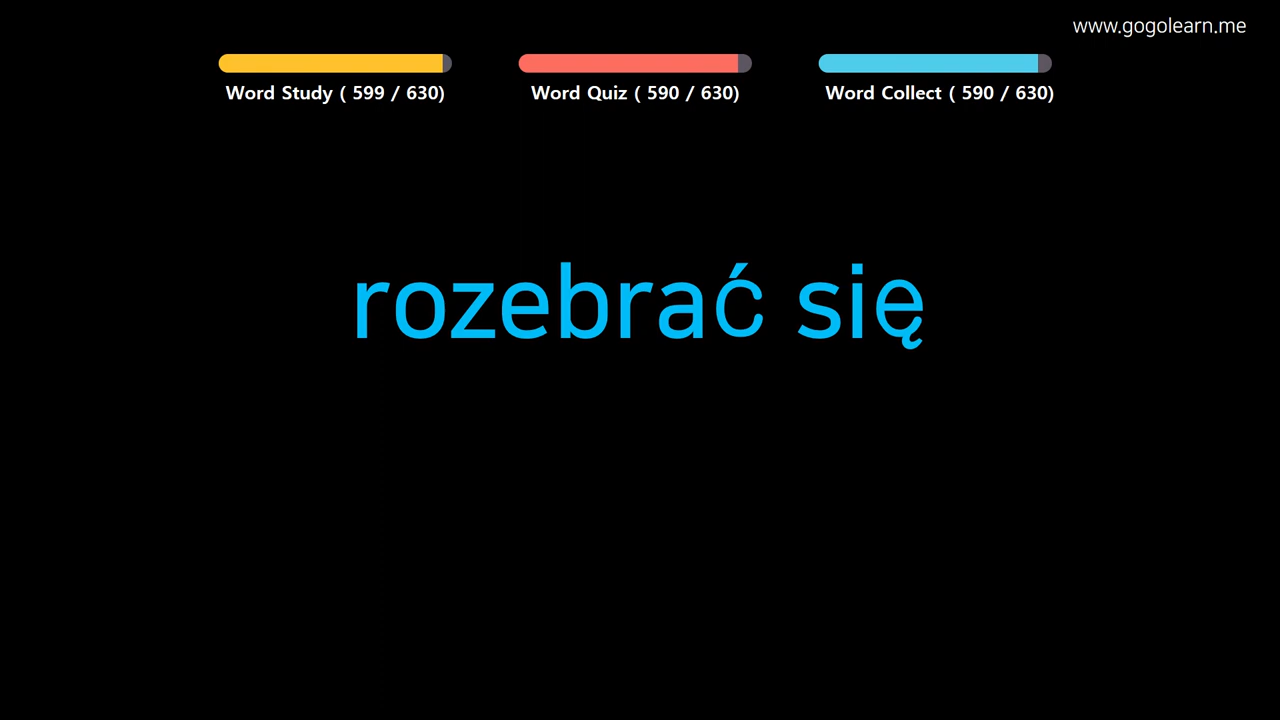 www.gogolearn.me
Word Study ( 599 / 630)
Word Quiz ( 590 / 630)
Word Collect ( 590 / 630)
rozebrać się